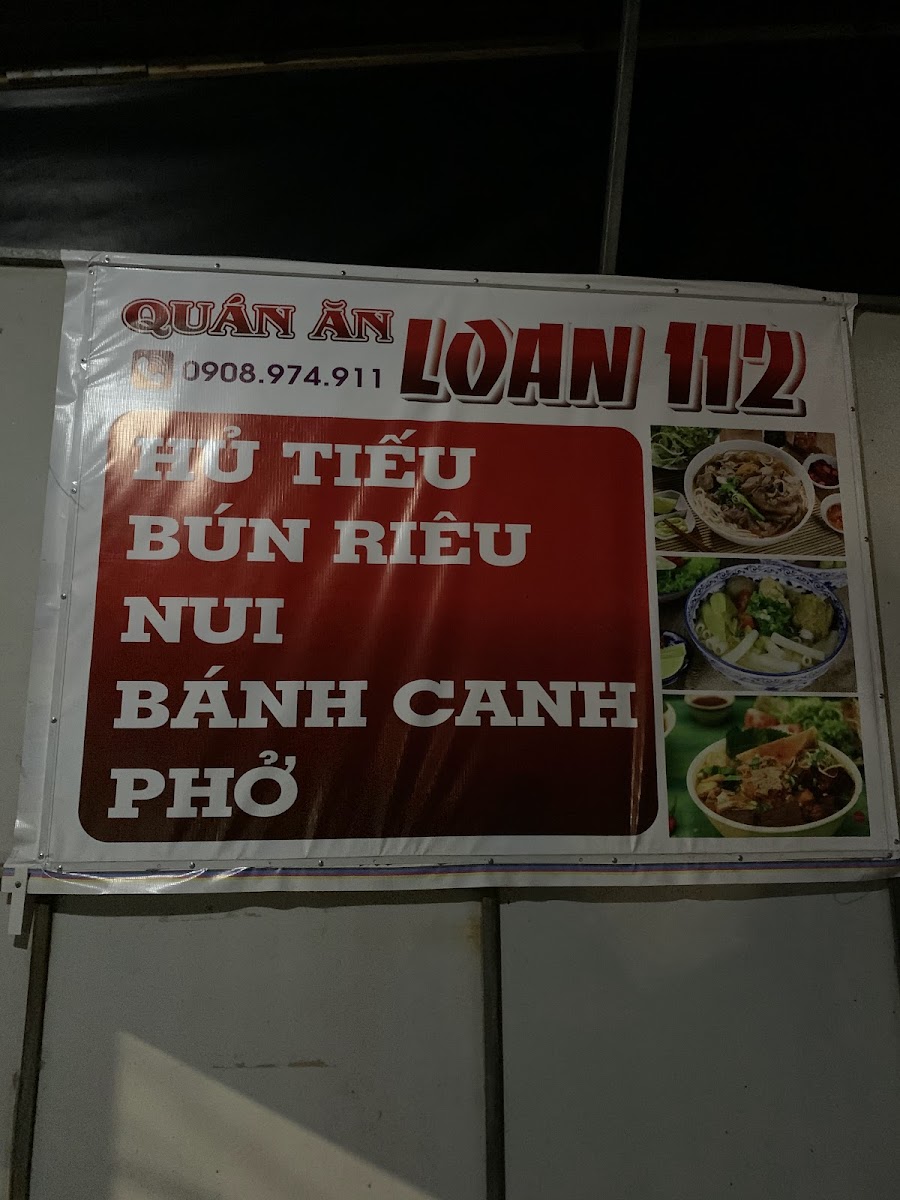 QUÁN ĂN
LOAN 112
0908.974.911
HỦ TIẾU
BÚN RIÊU
NUI
BÁNH CANH
PHỞ